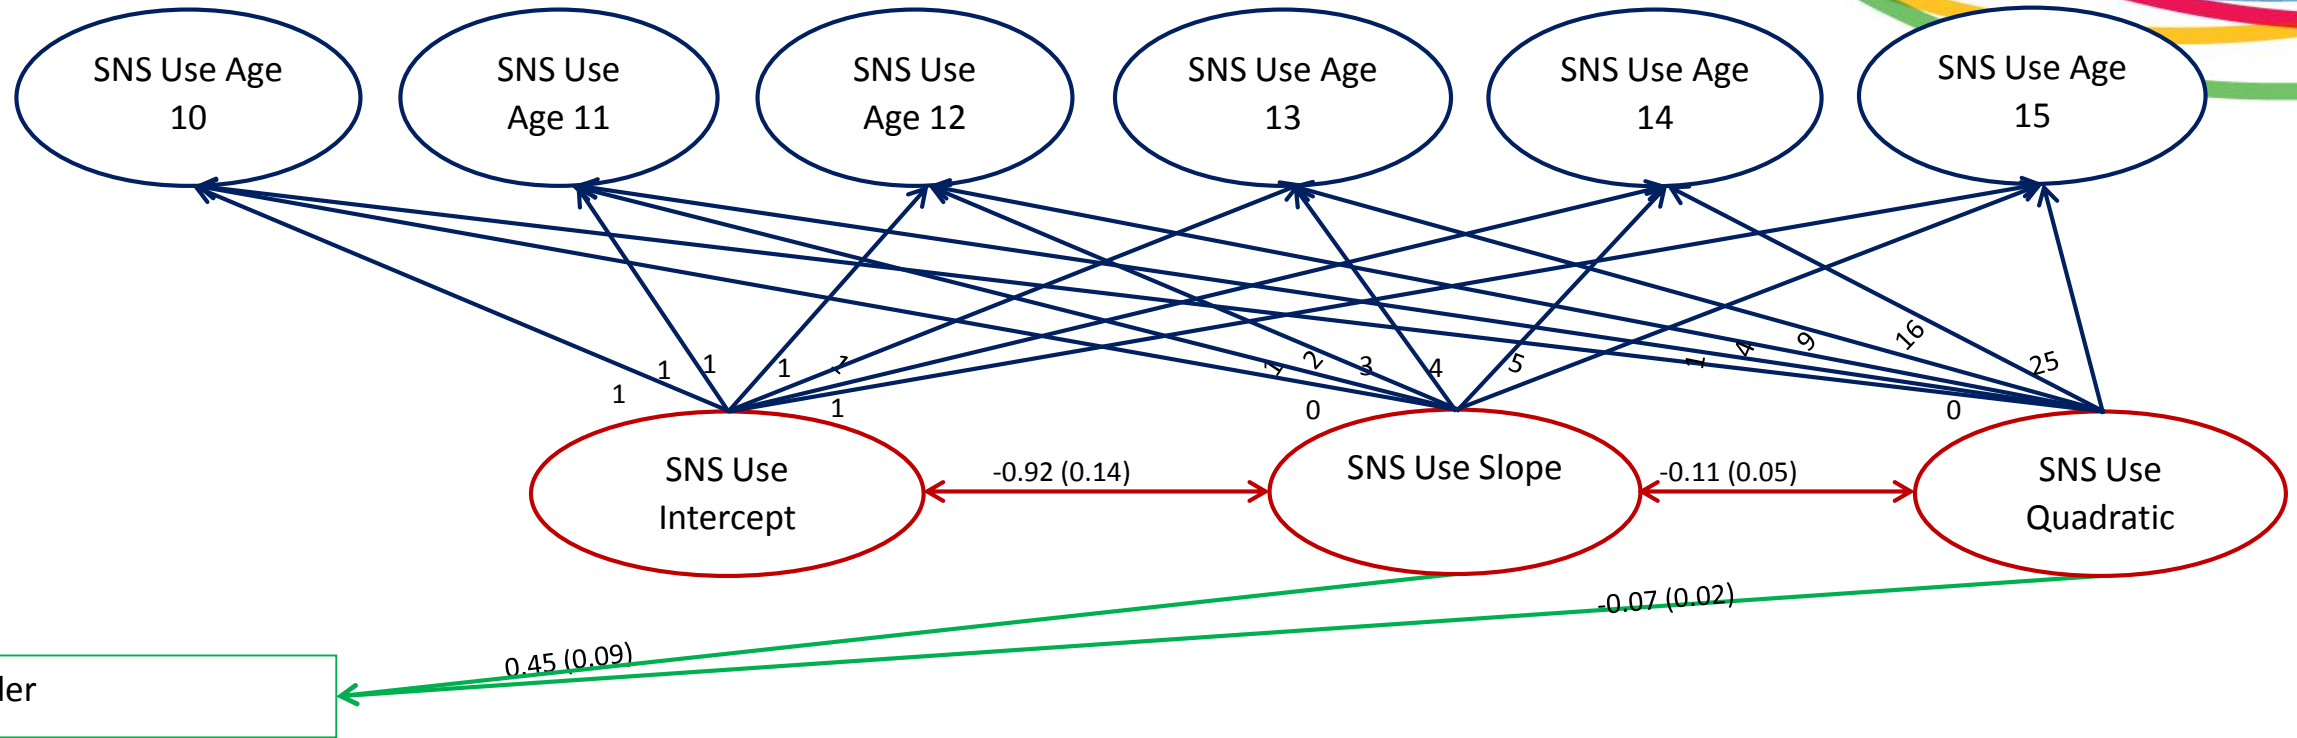 SNS Use Age
10
SNS Use
Age 11
SNS Use
Age 12
SNS Use Age
13
SNS Use Age
14
SNS Use Age
15
1
1
1
1
1
1
0
1
2
3
4
5
0
1
4
9
16
25
SNS Use
Intercept
-0.92 (0.14)
SNS Use Slope
-0.11 (0.05)
SNS Use
Quadratic
-0.07 (0.02)
0.45 (0.09)
ler